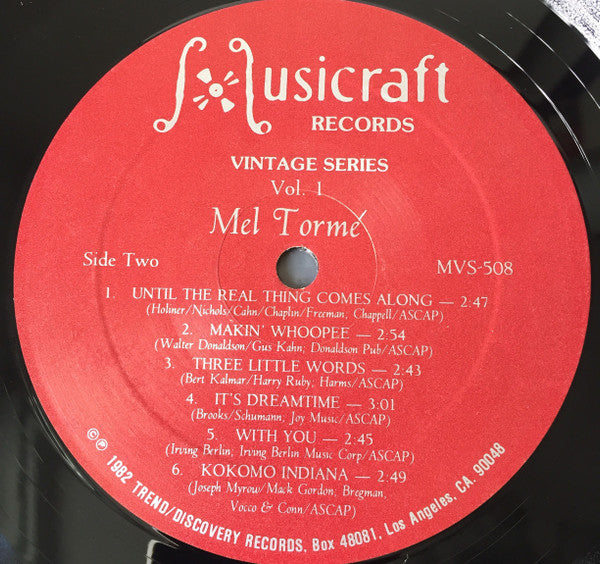 Musicraft
RECORDS
VINTAGE SERIES
Vol. 1
Mel Tormé
Side Two
MVS-508
1. UNTIL THE REAL THING COMES ALONG — 2:47
(Holiner/Nichols/Cahn/Chaplin/Freeman; Chappell/ASCAP)
2. MAKIN' WHOOPEE — 2:54
(Walter Donaldson/Gus Kahn; Donaldson Pub/ASCAP)
3. THREE LITTLE WORDS — 2:43
(Bert Kalmar/Harry Ruby, Harms/ASCAP)
4. IT'S DREAMTIME — 3:01
(Brooks/Schumann, Joy Music/ASCAP)
5. WITH YOU — 2:45
(Irving Berlin; Irving Berlin Music Corp/ASCAP)
6. KOKOMO INDIANA — 2:49
(Joseph Myrow/Mack Gordon; Bregman,
Vocco & Conn/ASCAP)
©℗ 1982 TREND/DISCOVERY RECORDS, Box 48081, Los Angeles, CA. 90048